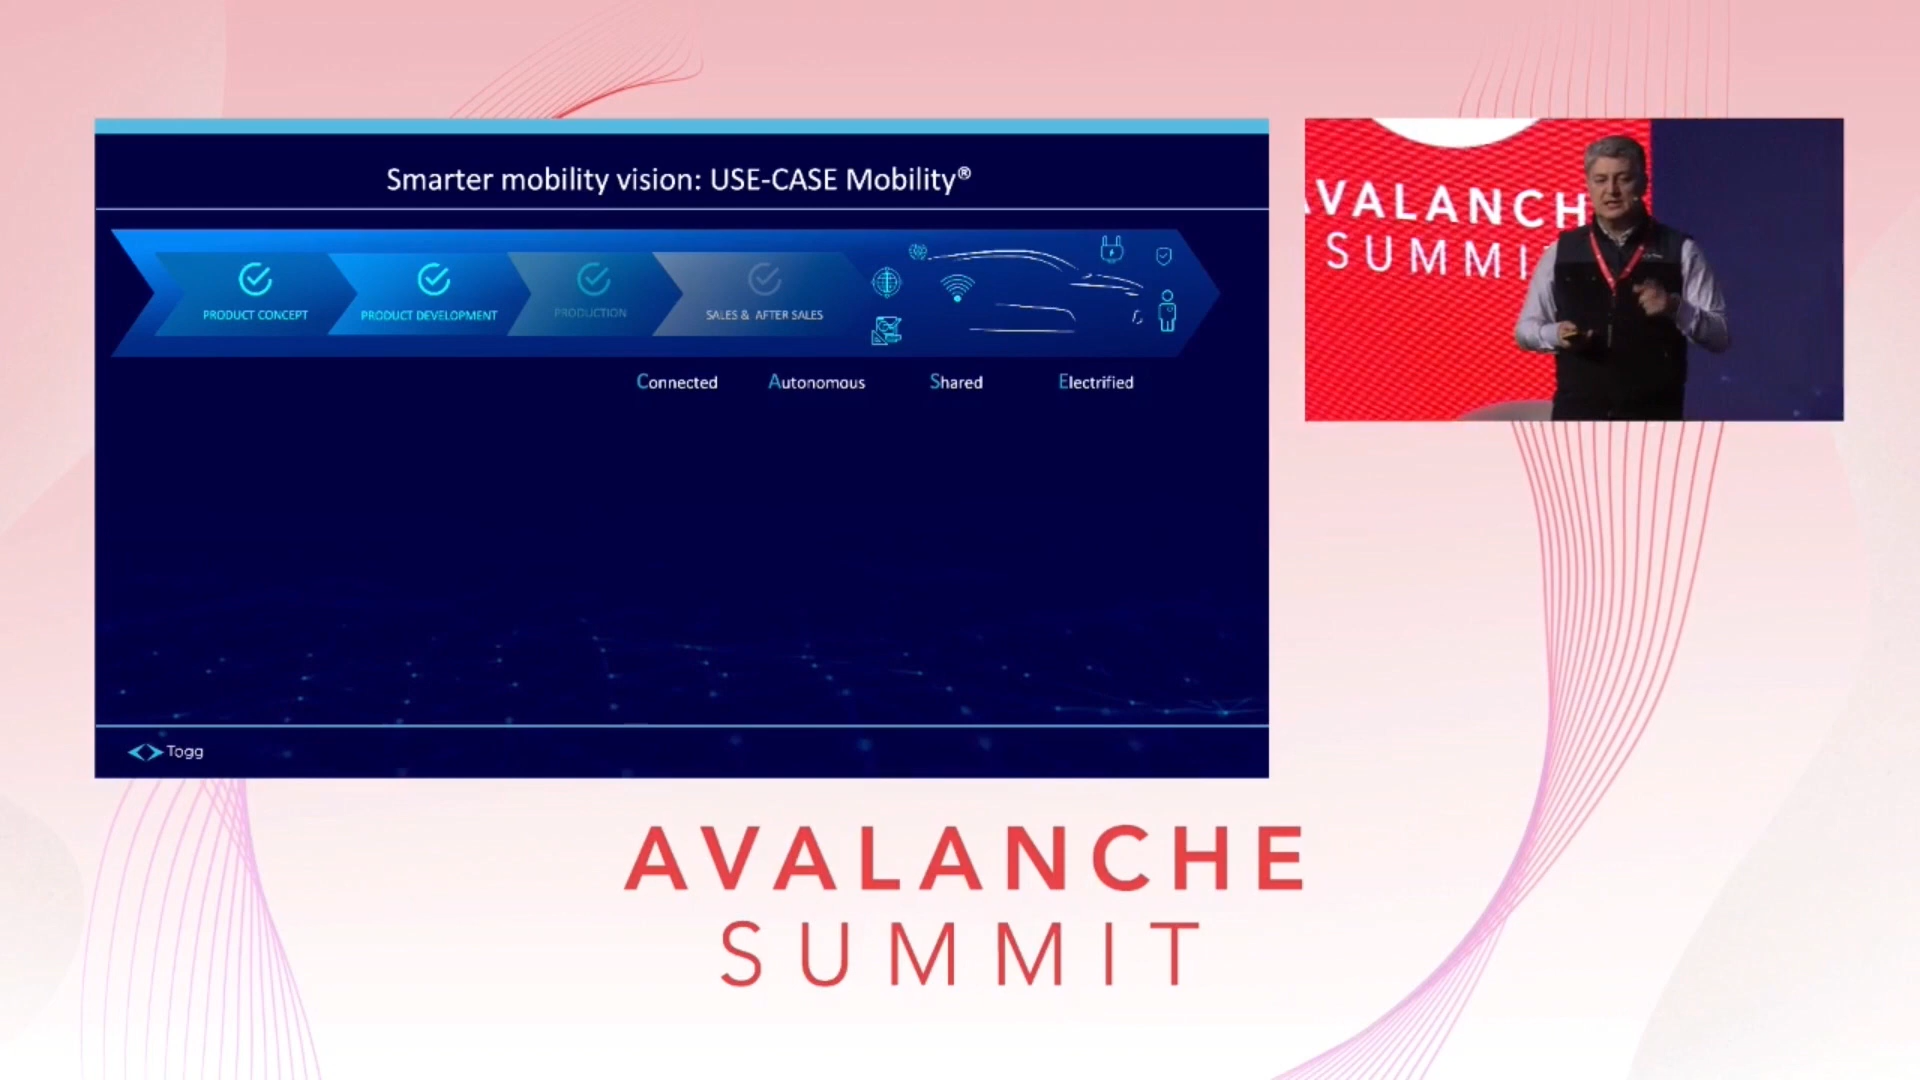 Smarter mobility vision: USE-CASE Mobility®
PRODUCT CONCEPT
PRODUCT DEVELOPMENT
PRODUCTION
SALES & AFTER SALES
Connected Autonomous Shared Electrified
Togg
AVALANCH
SUMMI
AVALANCHE
SUMMIT